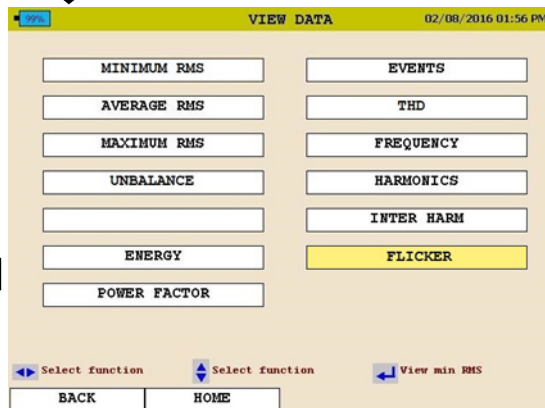 99% VIEW DATA 02/08/2016 01:56 PM
MINIMUM RMS EVENTS
AVERAGE RMS THD
MAXIMUM RMS FREQUENCY
UNBALANCE HARMONICS
INTER HARM
ENERGY FLICKER
POWER FACTOR
Select function Select function View min RMS
BACK HOME